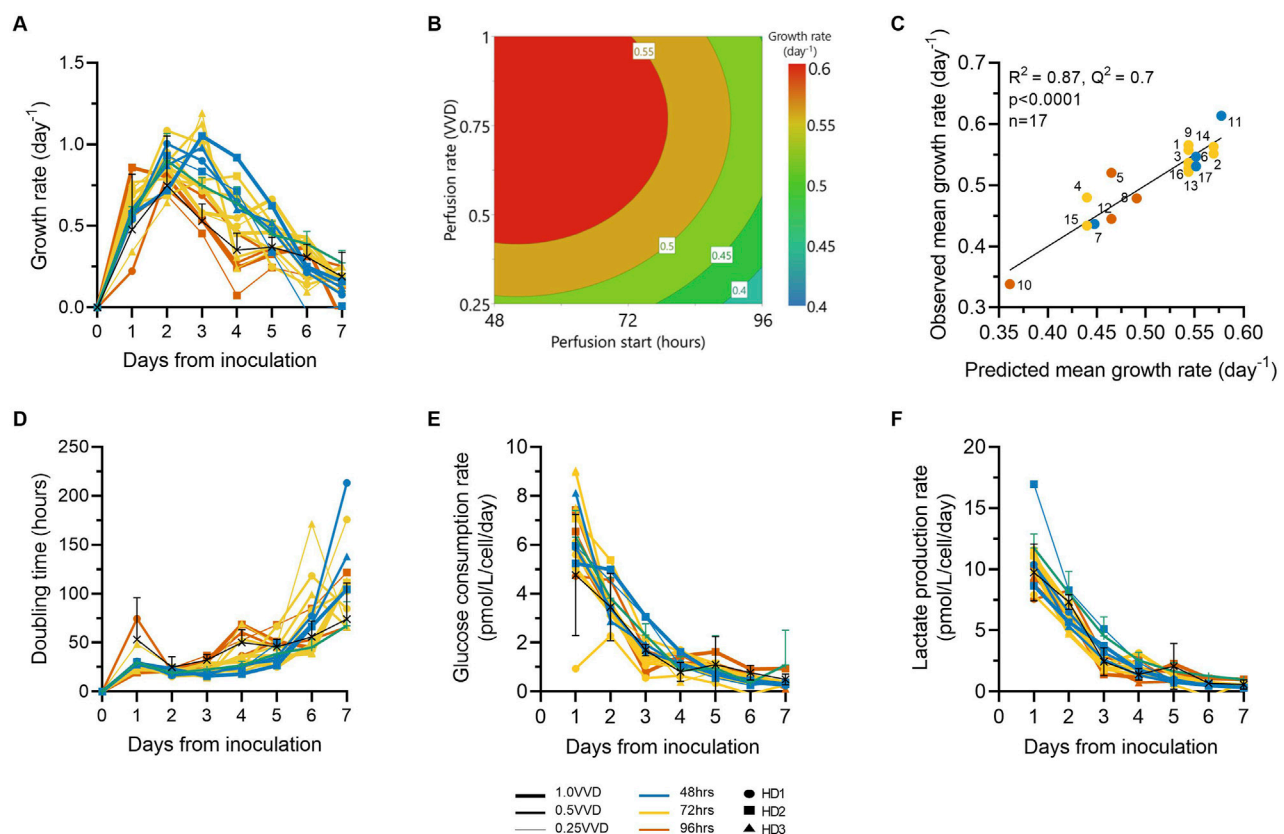 A
Growth rate (day-1)
1.5
1.0
0.5
0.0
0 1 2 3 4 5 6 7
Days from inoculation
B
Growth rate
(day-1)
Perfusion rate (VVD)
1
0.75
0.5
0.25
0.55
0.5
0.45
0.4
48 72 96
Perfusion start (hours)
0.6
0.55
0.5
0.45
0.4
C
Observed mean growth rate (day-1)
0.7
0.6
0.5
0.4
0.3
R2 = 0.87, Q2 = 0.7
p<0.0001
n=17
11
9 14
1
3 6
2
16 17
13
5
4
8
12
15
7
10
0.35 0.40 0.45 0.50 0.55 0.60
Predicted mean growth rate (day-1)
D
Doubling time (hours)
250
200
150
100
50
0
0 1 2 3 4 5 6 7
Days from inoculation
E
Glucose consumption rate
(pmol/L/cell/day)
10
8
6
4
2
0
0 1 2 3 4 5 6 7
Days from inoculation
F
Lactate production rate
(pmol/L/cell/day)
20
15
10
5
0
0 1 2 3 4 5 6 7
Days from inoculation
1.0VVD 48hrs HD1
0.5VVD 72hrs HD2
0.25VVD 96hrs HD3